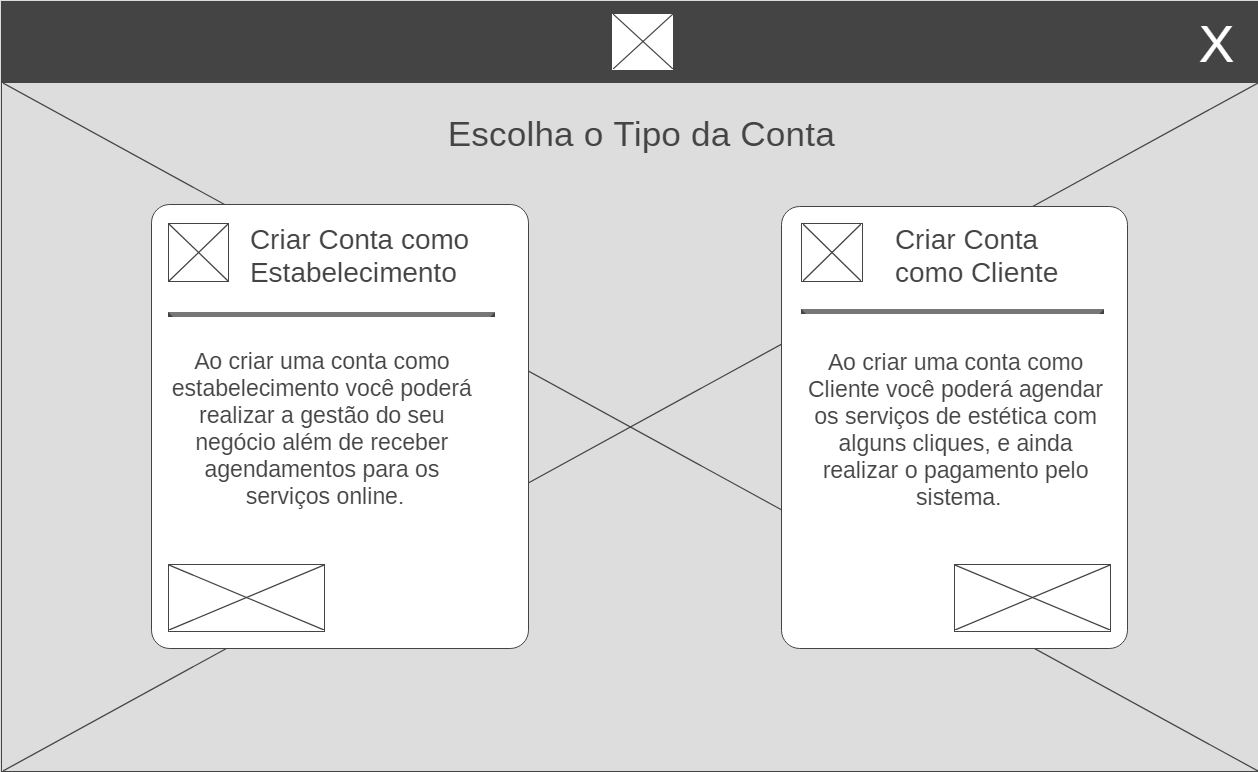 X
Escolha o Tipo da Conta
Criar Conta como
Estabelecimento
Ao criar uma conta como
estabelecimento você poderá
realizar a gestão do seu
negócio além de receber
agendamentos para os
serviços online.
Criar Conta
como Cliente
Ao criar uma conta como
Cliente você poderá agendar
os serviços de estética com
alguns cliques, e ainda
realizar o pagamento pelo
sistema.